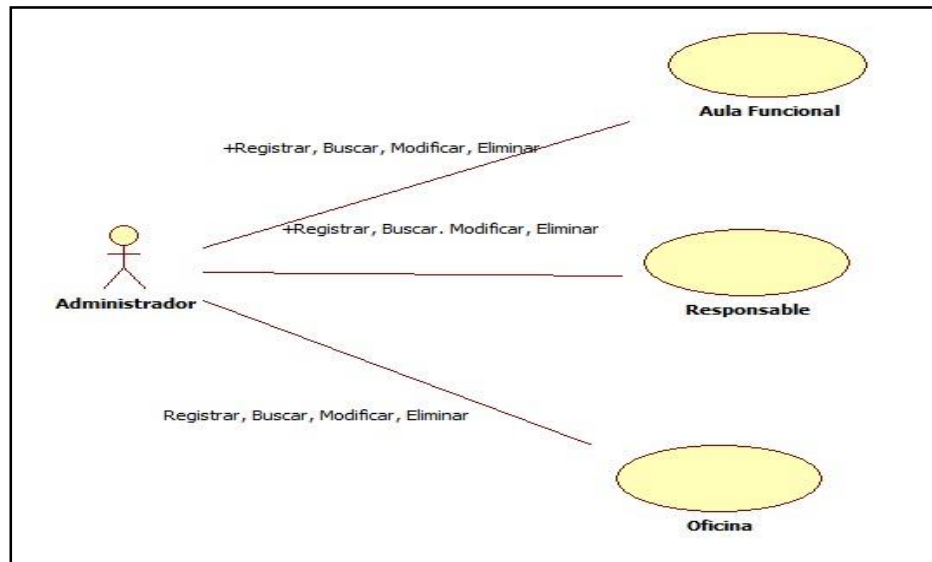 Aula Funcional
+Registrar, Buscar, Modificar, Eliminar
+Registrar, Buscar. Modificar, Eliminar
Administrador
Responsable
Registrar, Buscar, Modificar, Eliminar
Oficina